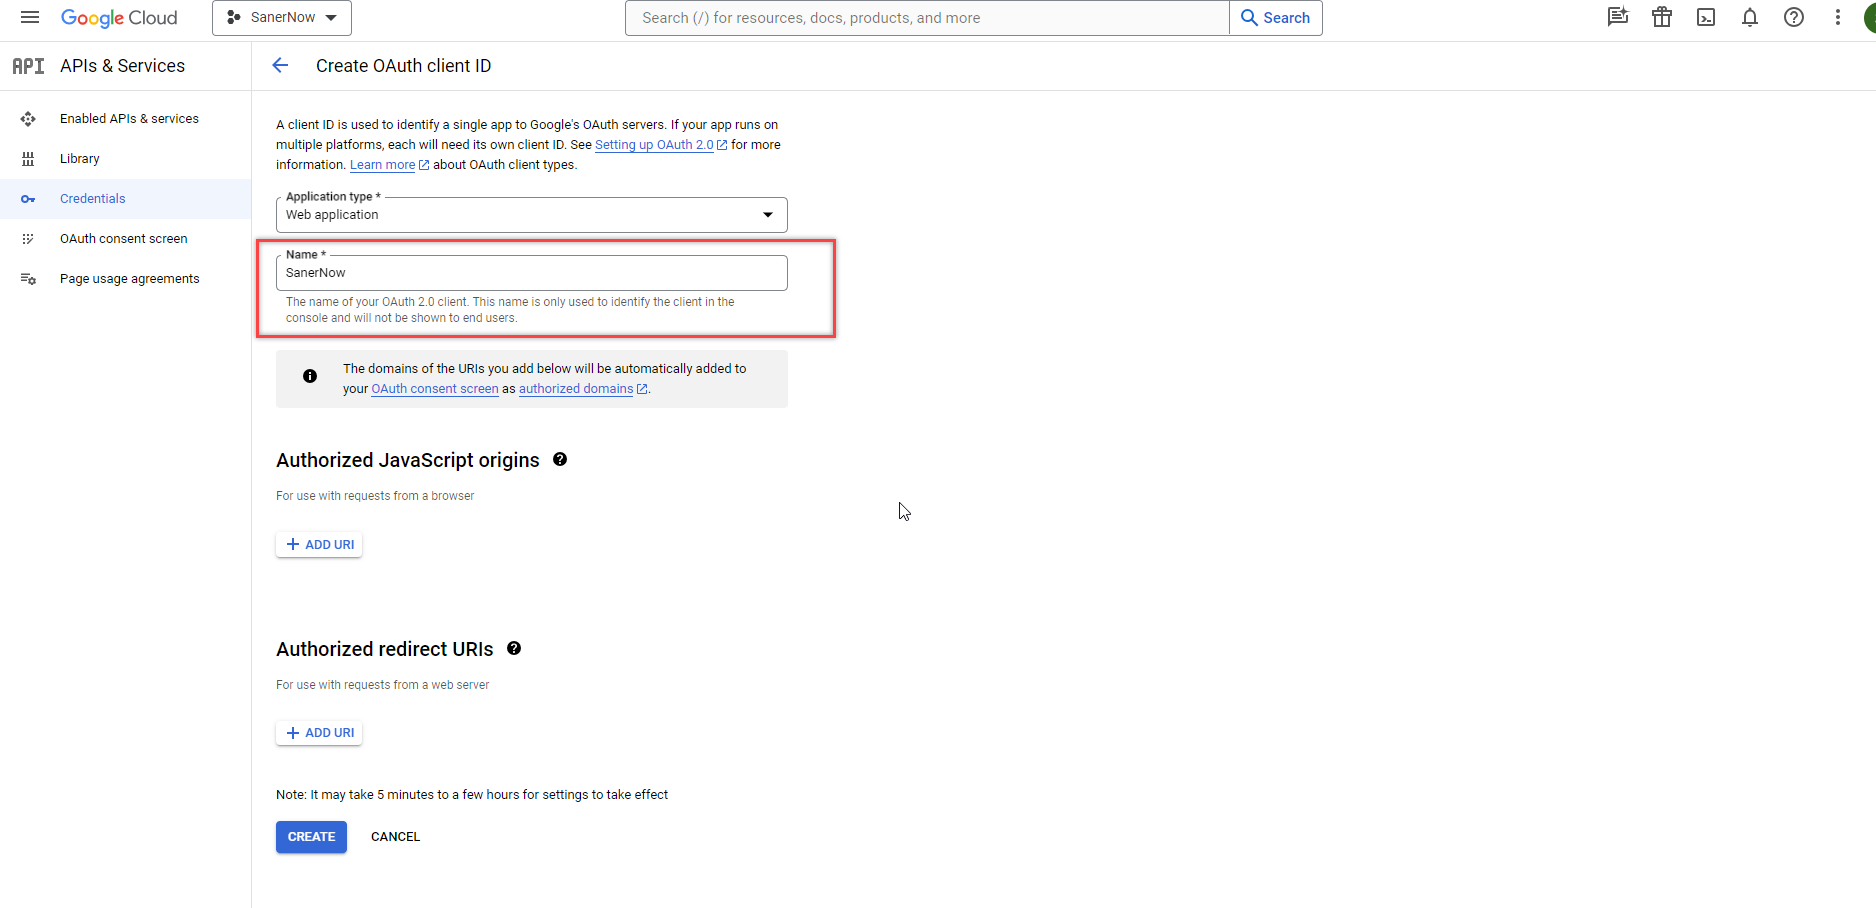 Google Cloud
SanerNow
Search (/) for resources, docs, products, and more
Search
API
APIs & Services
Create OAuth client ID
Enabled APIs & services
Library
Credentials
OAuth consent screen
Page usage agreements
A client ID is used to identify a single app to Google's OAuth servers. If your app runs on
multiple platforms, each will need its own client ID. See Setting up OAuth 2.0 for more
information. Learn more about OAuth client types.
Application type *
Web application
Name *
SanerNow
The name of your OAuth 2.0 client. This name is only used to identify the client in the
console and will not be shown to end users.
The domains of the URIs you add below will be automatically added to
your OAuth consent screen as authorized domains.
Authorized JavaScript origins
For use with requests from a browser
+ ADD URI
Authorized redirect URIs
For use with requests from a web server
+ ADD URI
Note: It may take 5 minutes to a few hours for settings to take effect
CREATE
CANCEL